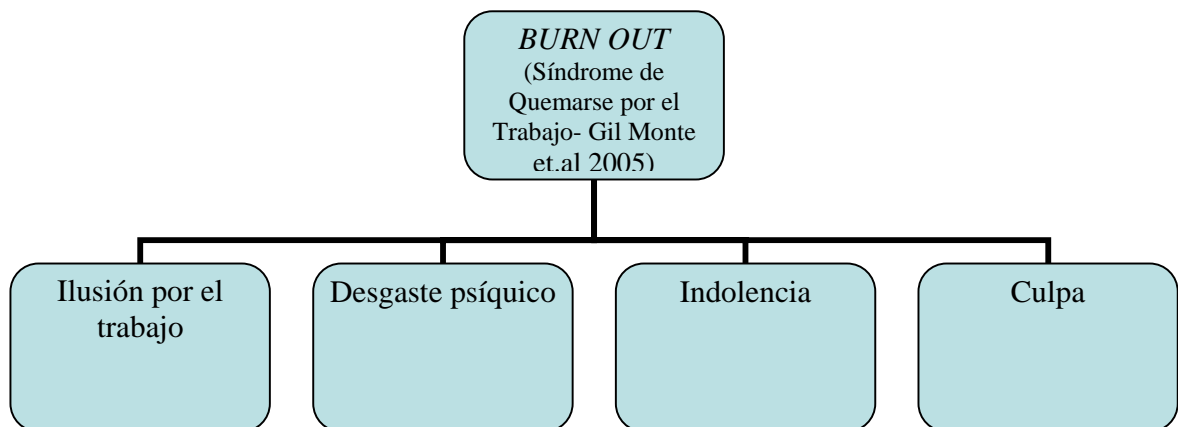 BURN OUT
(Síndrome de
Quemarse por el
Trabajo- Gil Monte
et.al 2005)
Ilusión por el
trabajo
Desgaste psíquico
Indolencia
Culpa